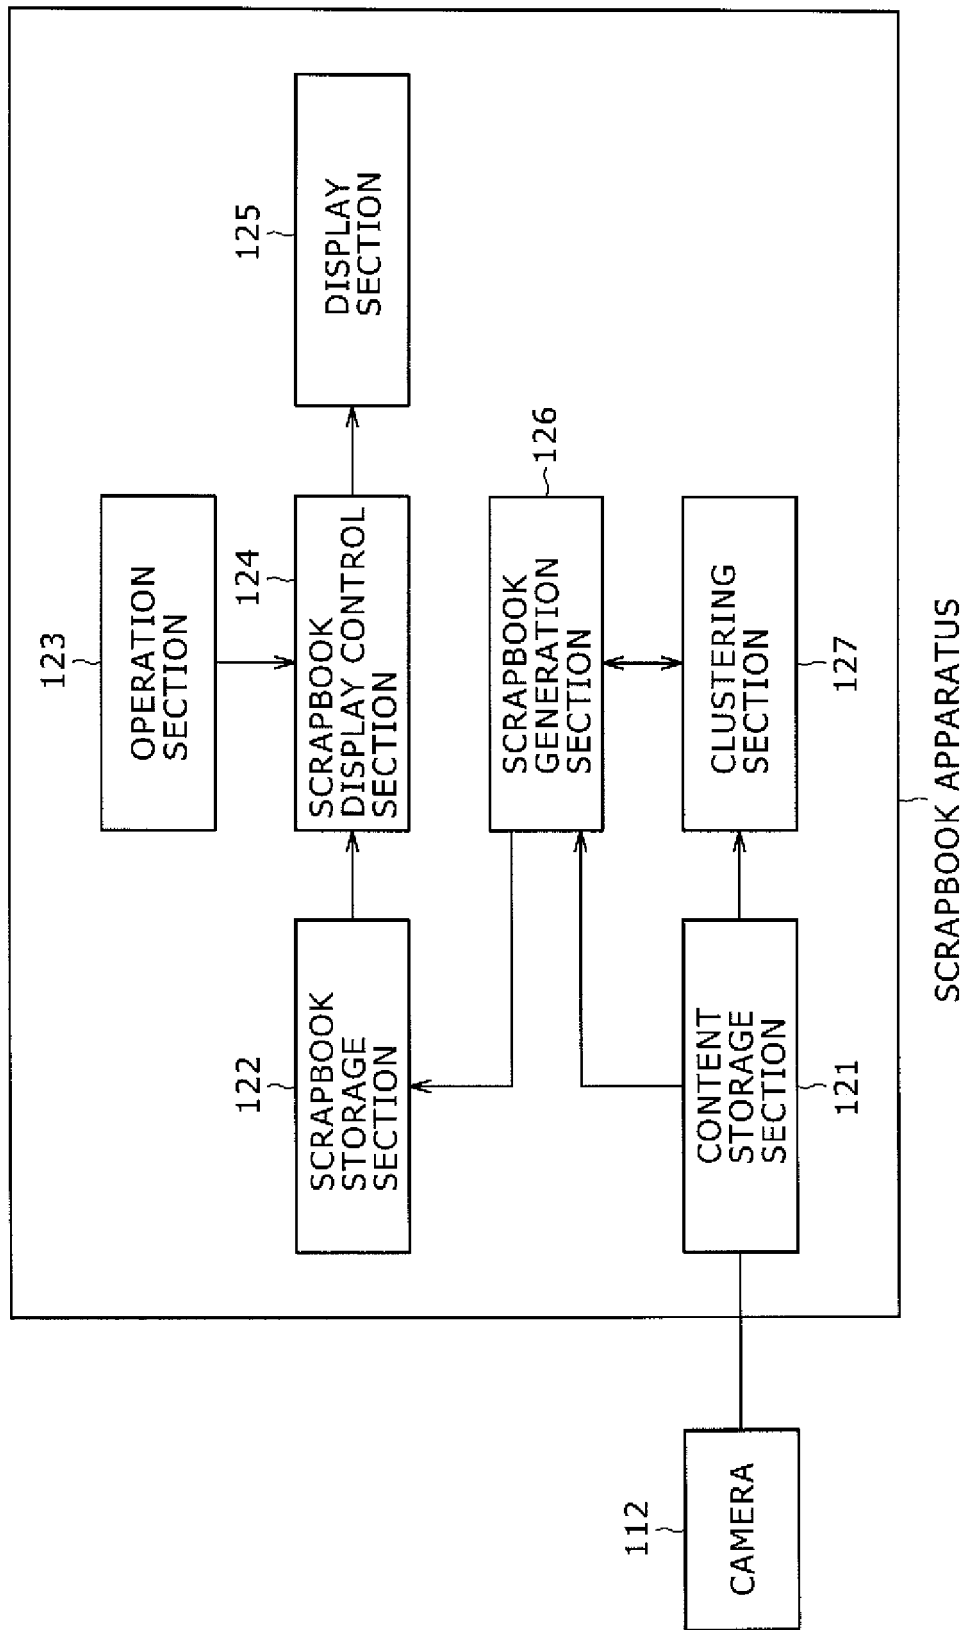 123
OPERATION
SECTION
122
SCRAPBOOK
STORAGE
SECTION
124
SCRAPBOOK
DISPLAY CONTROL
SECTION
125
DISPLAY
SECTION
126
SCRAPBOOK
GENERATION
SECTION
112
CAMERA
CONTENT
STORAGE
SECTION
121
CLUSTERING
SECTION
127
SCRAPBOOK APPARATUS